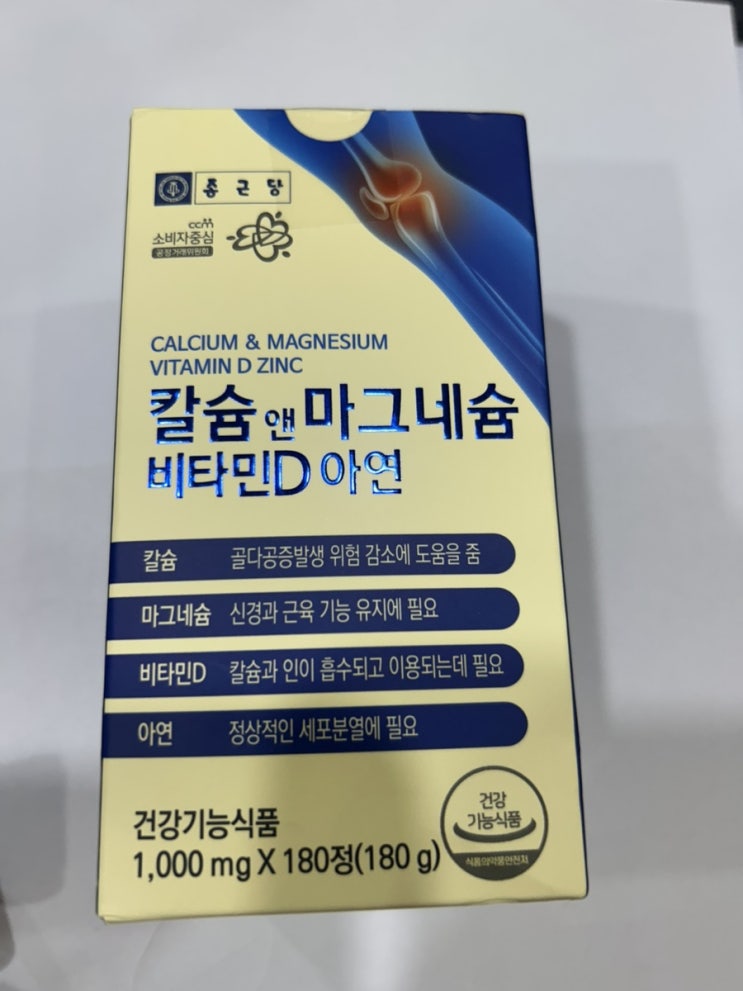 종근당
CCM
소비자중심
공정거래위원회
CALCIUM & MAGNESIUM
VITAMIN D ZINC
칼슘 앤 마그네슘
비타민D 아연
칼슘 골다공증발생 위험 감소에 도움을 줌
마그네슘 신경과 근육 기능 유지에 필요
비타민D 칼슘과 인이 흡수되고 이용되는데 필요
아연 정상적인 세포분열에 필요
건강기능식품
1,000 mg X 180정(180 g)
건강
기능식품
식품의약품안전처